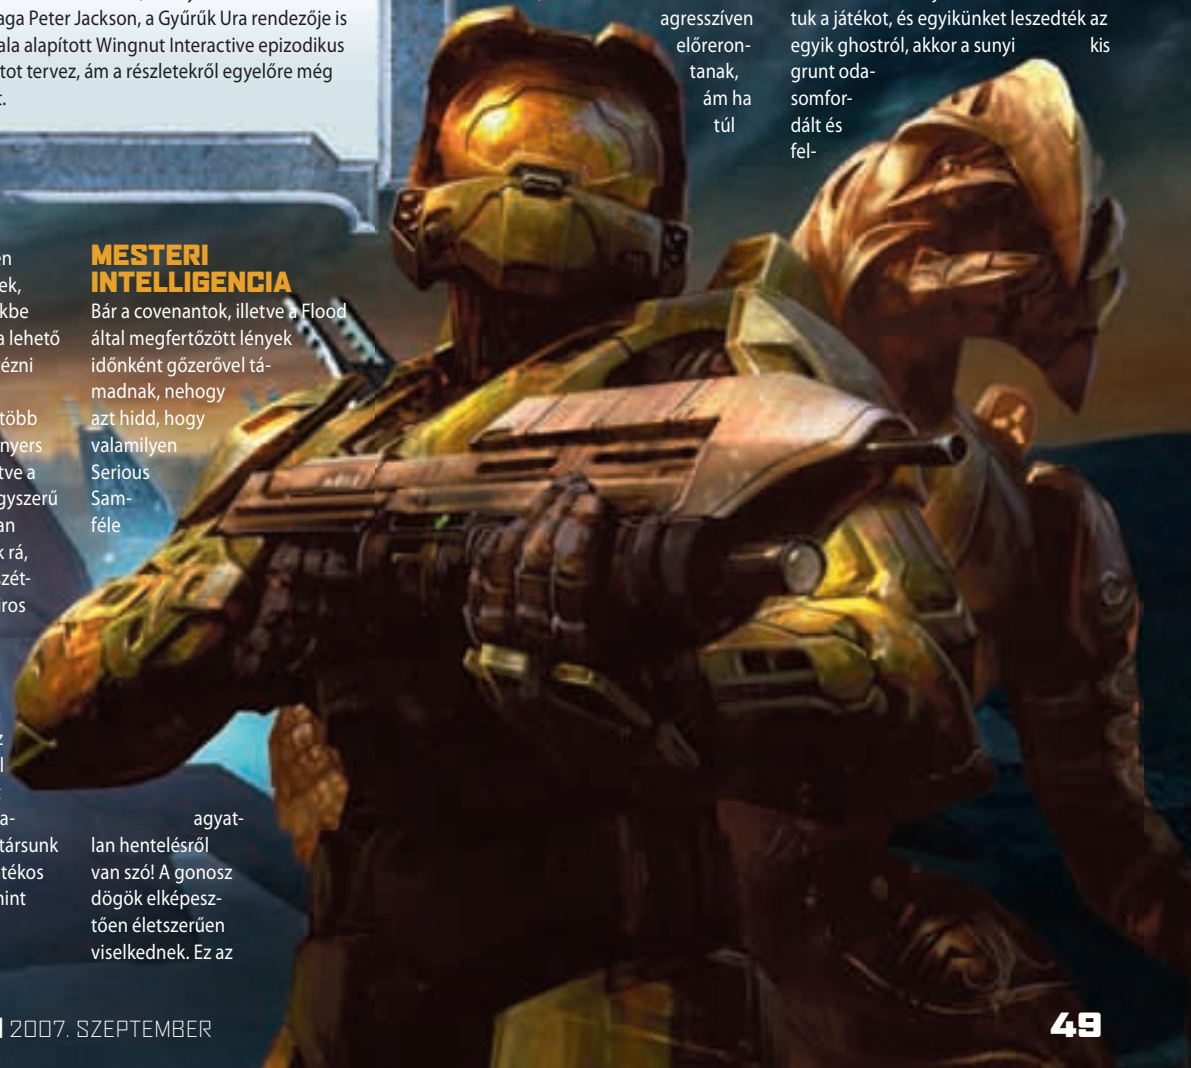 aga Peter Jackson, a Gyűrűk Ura rendezője is
ala alapított Wingnut Interactive epizodikus
tot tervez, ám a részletekről egyelőre még
t.
en
ek,
kbe
a lehető
ézni
több
nyers
tve a
gyszerű
an
k rá,
szét-
iros
z
l
a-
társunk
tékos
mint
MESTERI
INTELLIGENCIA
Bár a covenantok, illetve a Flood
által megfertőzött lények
időnként gőzerővel tá-
madnak, nehogy
azt hidd, hogy
valamilyen
Serious
Sam-
féle
agyat-
lan hentelésről
van szó! A gonosz
dögök elképesz-
tően életszerűen
viselkednek. Ez az
agresszíven
előreron-
tanak,
ám ha
túl
tuk a játékot, és egyikünket leszedték az
egyik ghostról, akkor a sunyi kis
grunt oda-
somfor-
dált és
fel-
2007. SZEPTEMBER
49